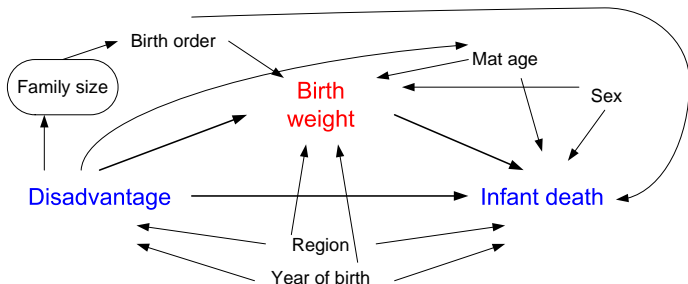 Birth order
Mat age
Family size
Birth
weight
Sex
Disadvantage
Infant death
Region
Year of birth